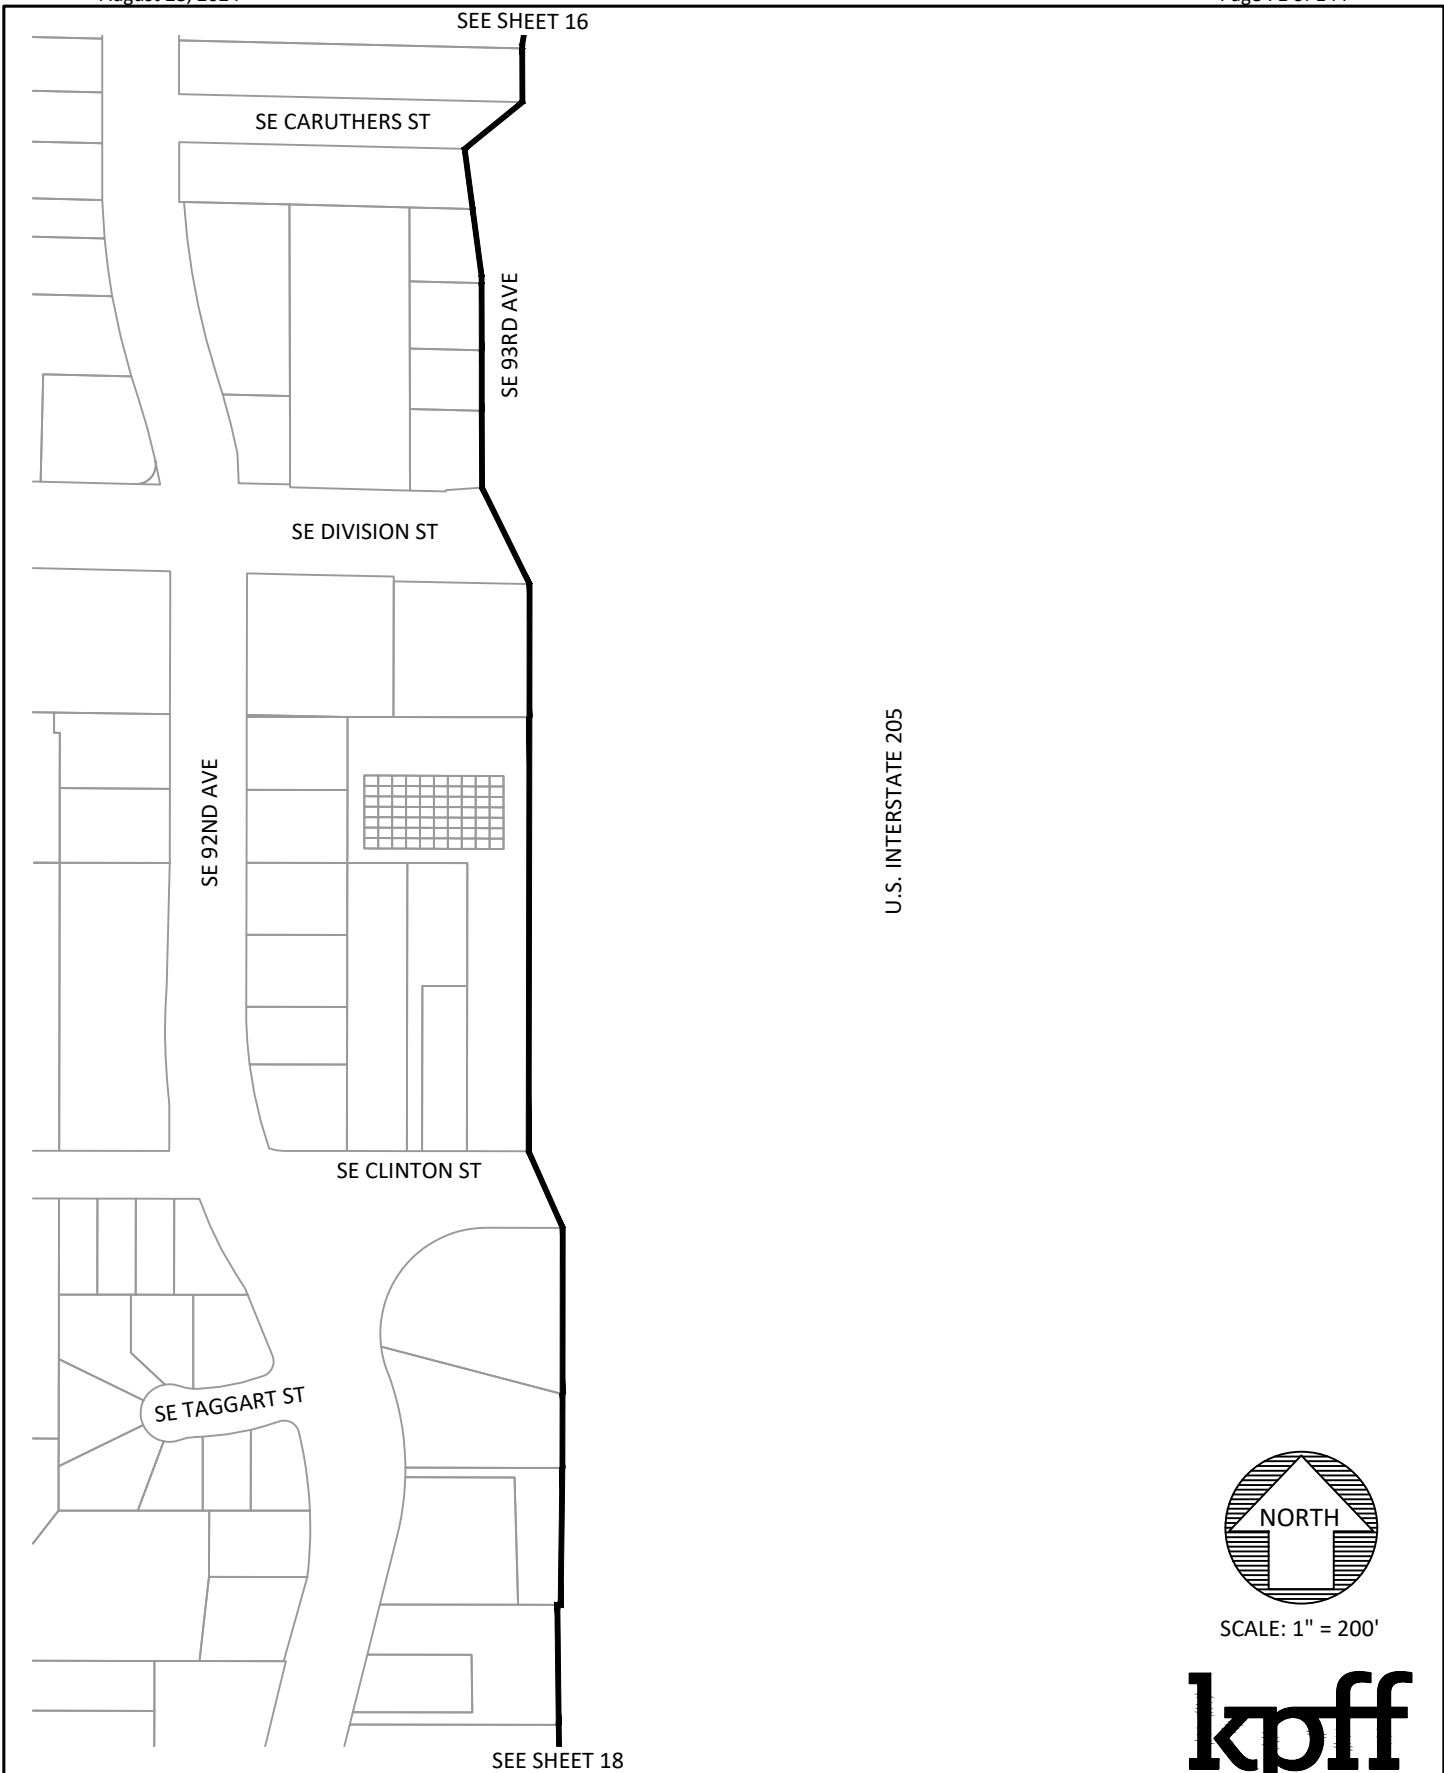 SEE SHEET 16
SE CARUTHERS ST
SE 93RD AVE
SE DIVISION ST
U.S. INTERSTATE 205
SE 92ND AVE
SE CLINTON ST
SE TAGGART ST
NORTH
SCALE: 1" = 200'
kpff
SEE SHEET 18